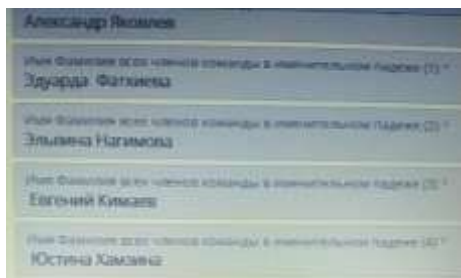 Александр Яковлев
Имя Фамилия всех членов команды в именительном падеже (1) *
Эдуарда Фатхиева
Имя Фамилия всех членов команды в именительном падеже (2) *
Эльвина Нагимова
Имя Фамилия всех членов команды в именительном падеже (3) *
Евгений Кимаев
Имя Фамилия всех членов команды в именительном падеже (4) *
Юстина Хамзина